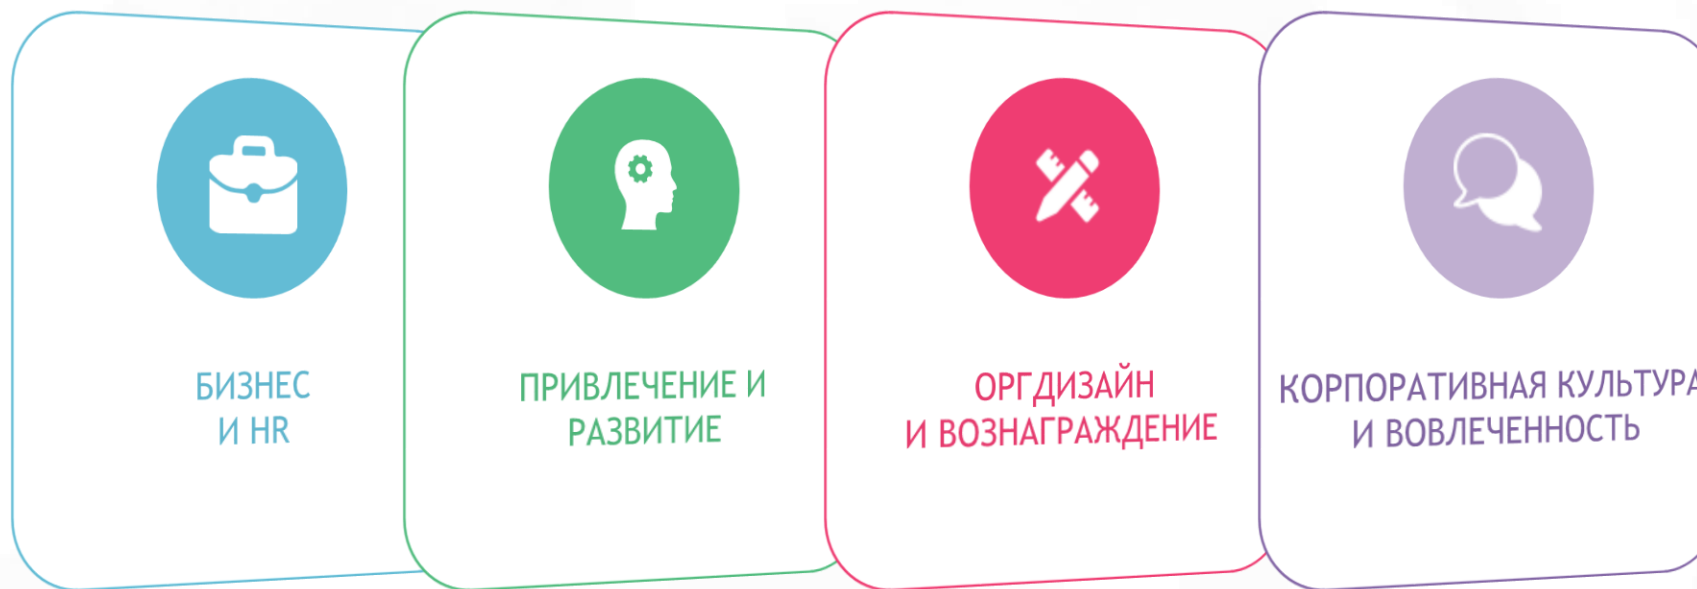 БИЗНЕС
И HR
ПРИВЛЕЧЕНИЕ И
РАЗВИТИЕ
ОРГДИЗАЙН
И ВОЗНАГРАЖДЕНИЕ
КОРПОРАТИВНАЯ КУЛЬТУРА
И ВОВЛЕЧЕННОСТЬ